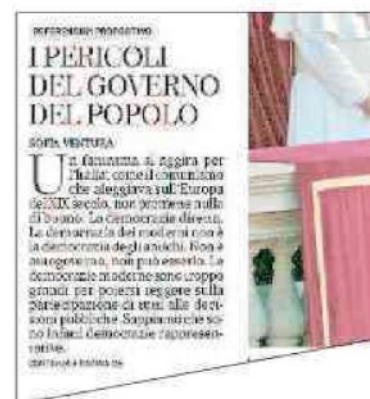 REFERENDUM PROPOSITIVO
I PERICOLI
DEL GOVERNO
DEL POPOLO
SOFIA VENTURA
Un fantasma si aggira per
l'Italia: come il comunismo
che aleggiava sull'Europa
del XIX secolo, non promette nulla
di buono. La democrazia diretta.
La democrazia dei moderni non è
la democrazia degli antichi. Non è
autogoverno, non può esserlo. Le
democrazie moderne sono troppo
grandi per potersi reggere sulla
partecipazione di tutti alle deci-
sioni pubbliche. Sappiamo che so-
no infatti democrazie rappresen-
tative.
CONTINUA A PAGINA